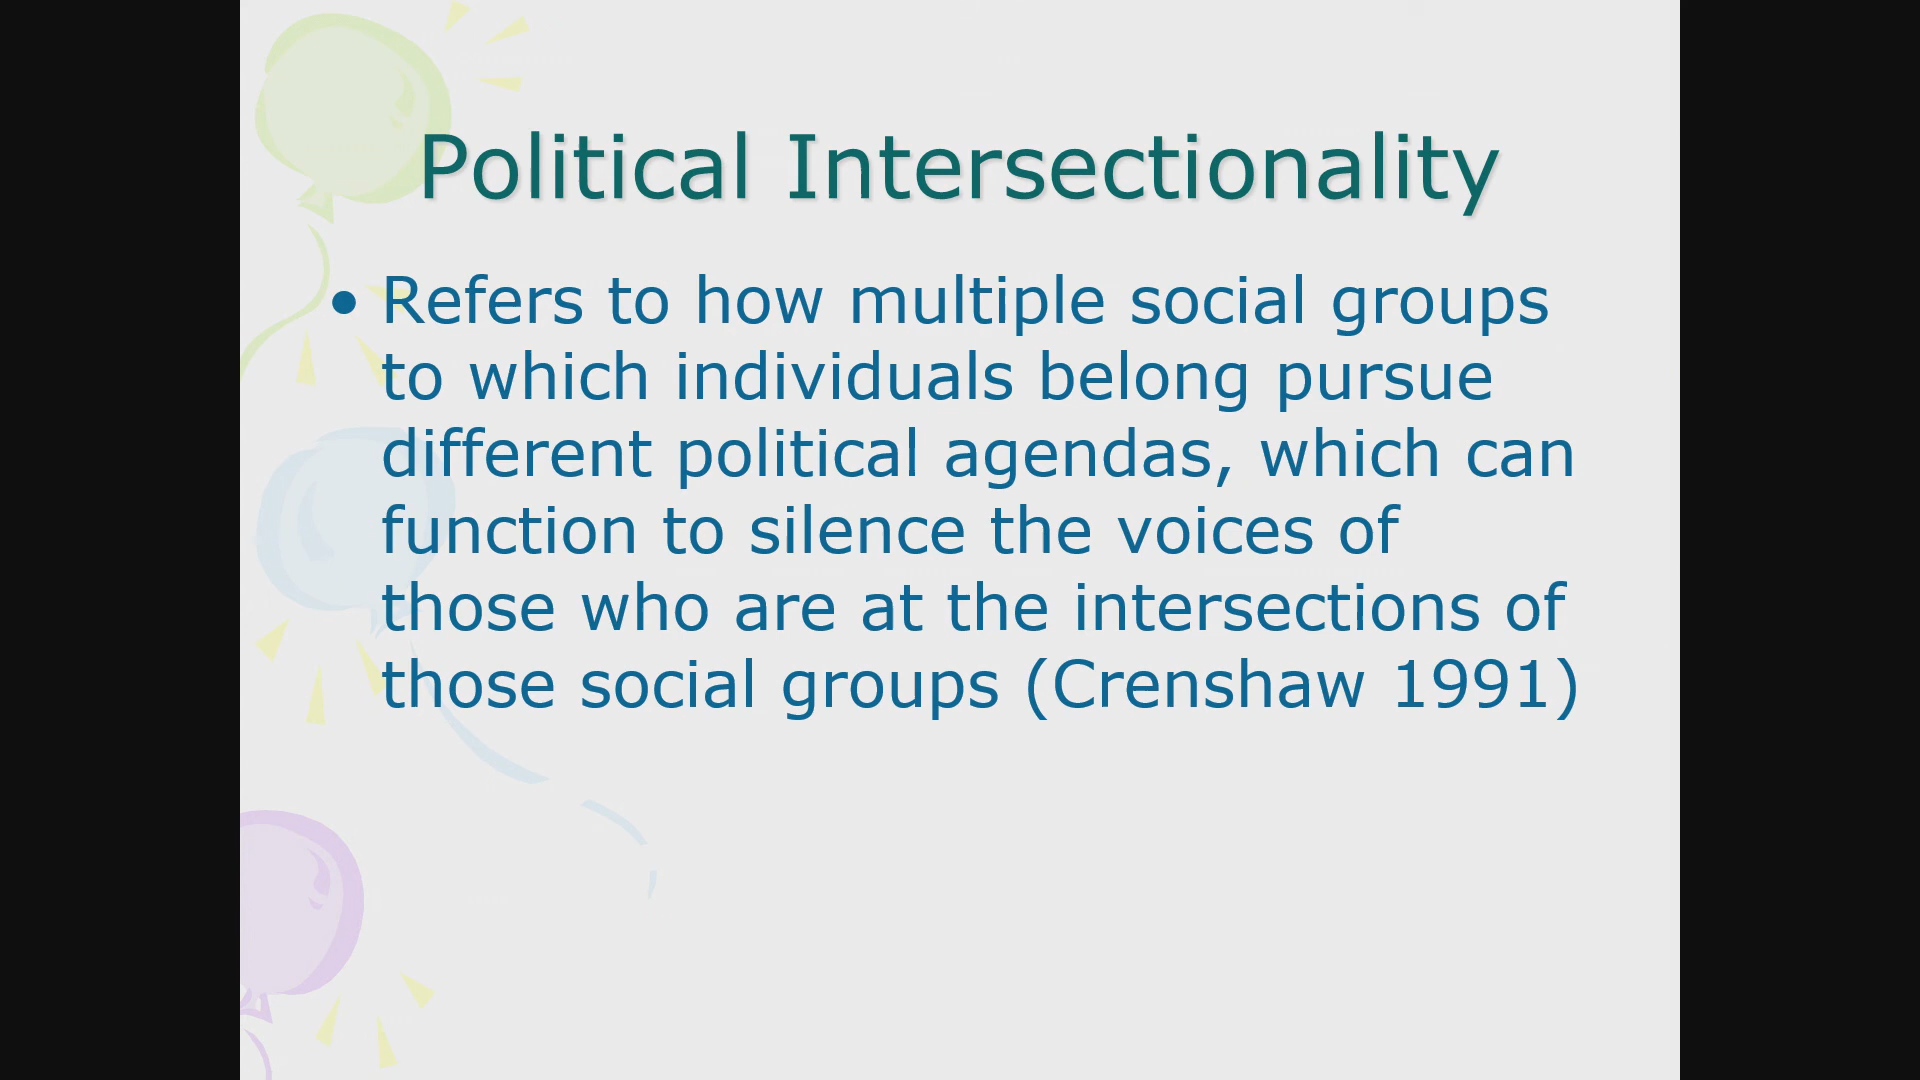 Political Intersectionality
• Refers to how multiple social groups
to which individuals belong pursue
different political agendas, which can
function to silence the voices of
those who are at the intersections of
those social groups (Crenshaw 1991)